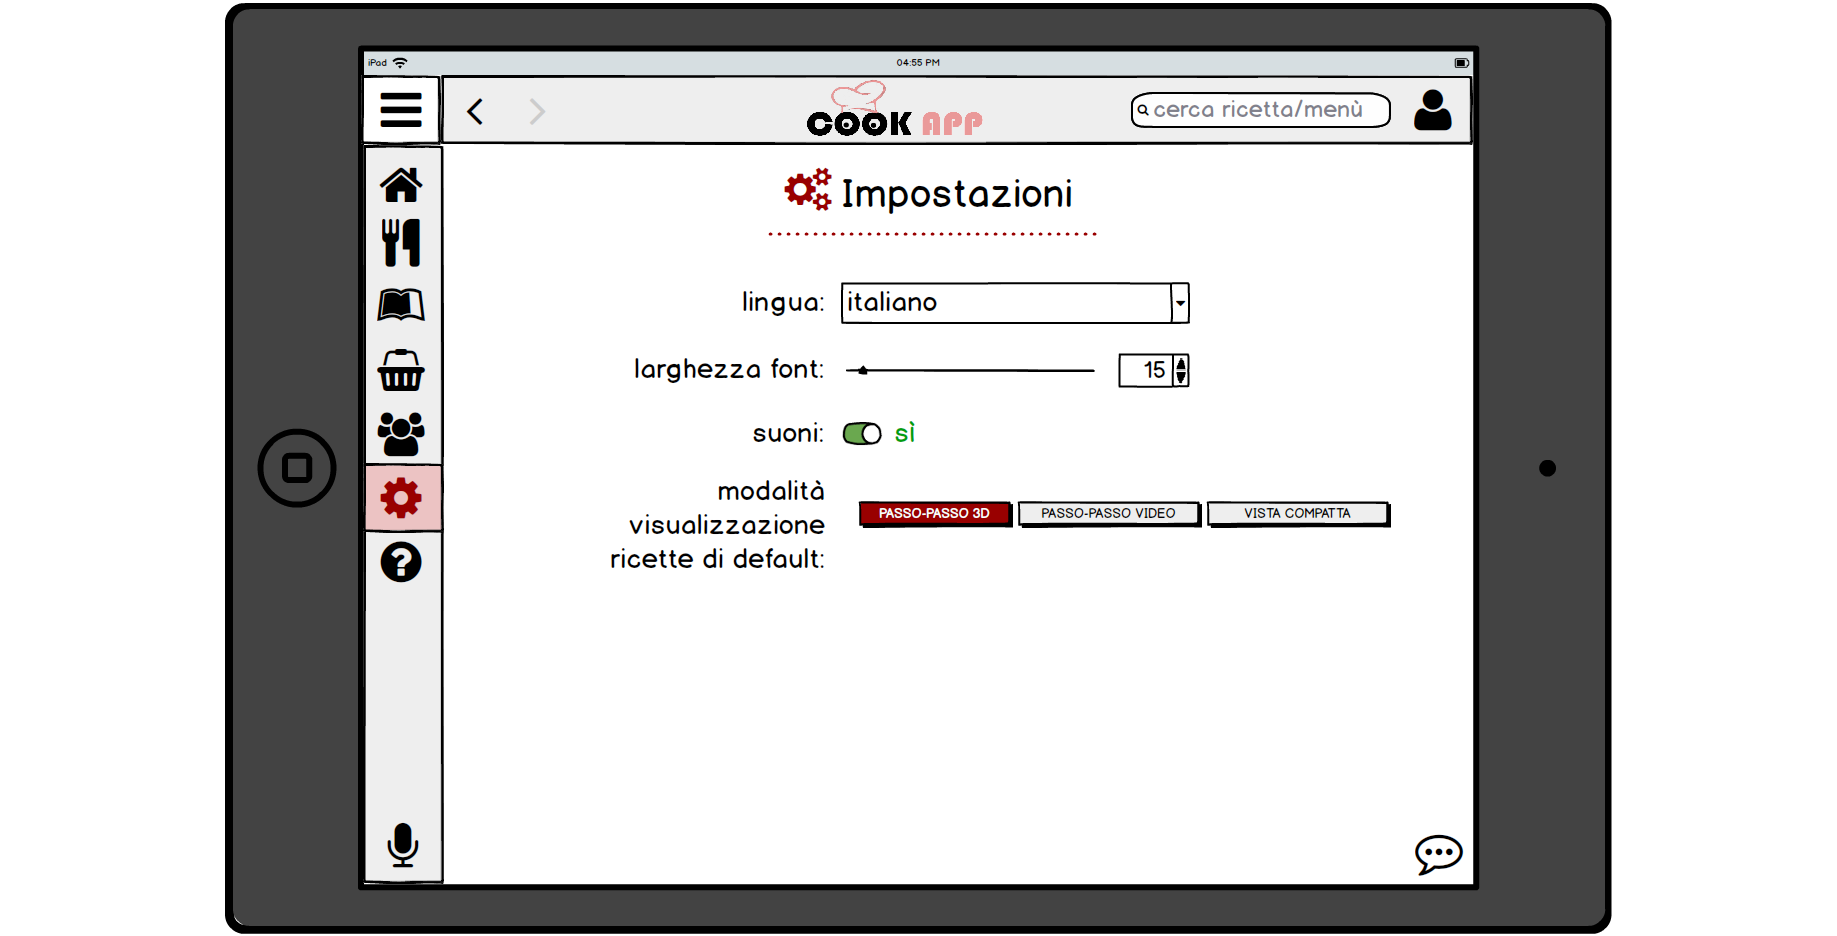 iPad
04:55 PM
COOK APP
cerca ricetta/menù
Impostazioni
lingua:
italiano
larghezza font:
15
suoni:
sì
modalità
visualizzazione
ricette di default:
PASSO-PASSO 3D
PASSO-PASSO VIDEO
VISTA COMPATTA